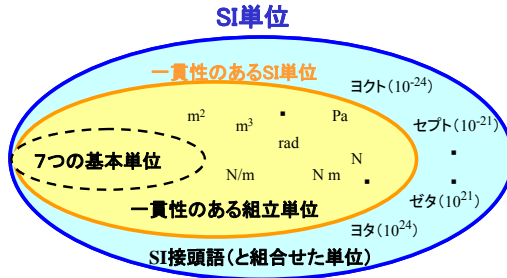 SI単位
一貫性のあるSI単位
ヨクト(10⁻²⁴)
m² m³ ▪ Pa
セプト(10⁻²¹)
rad
▪
7つの基本単位
N
N/m N m ▪
▪
ゼタ(10²¹)
一貫性のある組立単位
ヨタ(10²⁴)
SI接頭語(と組合せた単位)